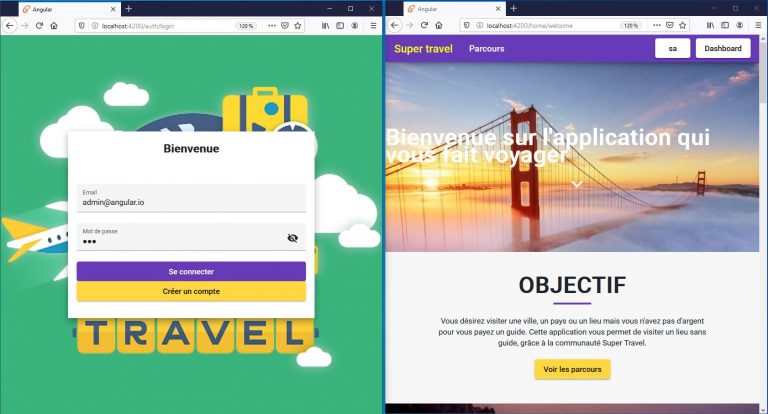 Angular
localhost:4200/auth/login
120 %
Bienvenue
Email
admin@angular.io
Mot de passe
Se connecter
Créer un compte
TRAVEL
Angular
localhost:4200/home/welcome
120 %
Super travel
Parcours
sa
Dashboard
Bienvenue sur l'application qui
vous fait voyager
OBJECTIF
Vous désirez visiter une ville, un pays ou un lieu mais vous n'avez pas d'argent
pour vous payez un guide. Cette application vous permet de visiter un lieu sans
guide, grâce à la communauté Super Travel.
Voir les parcours